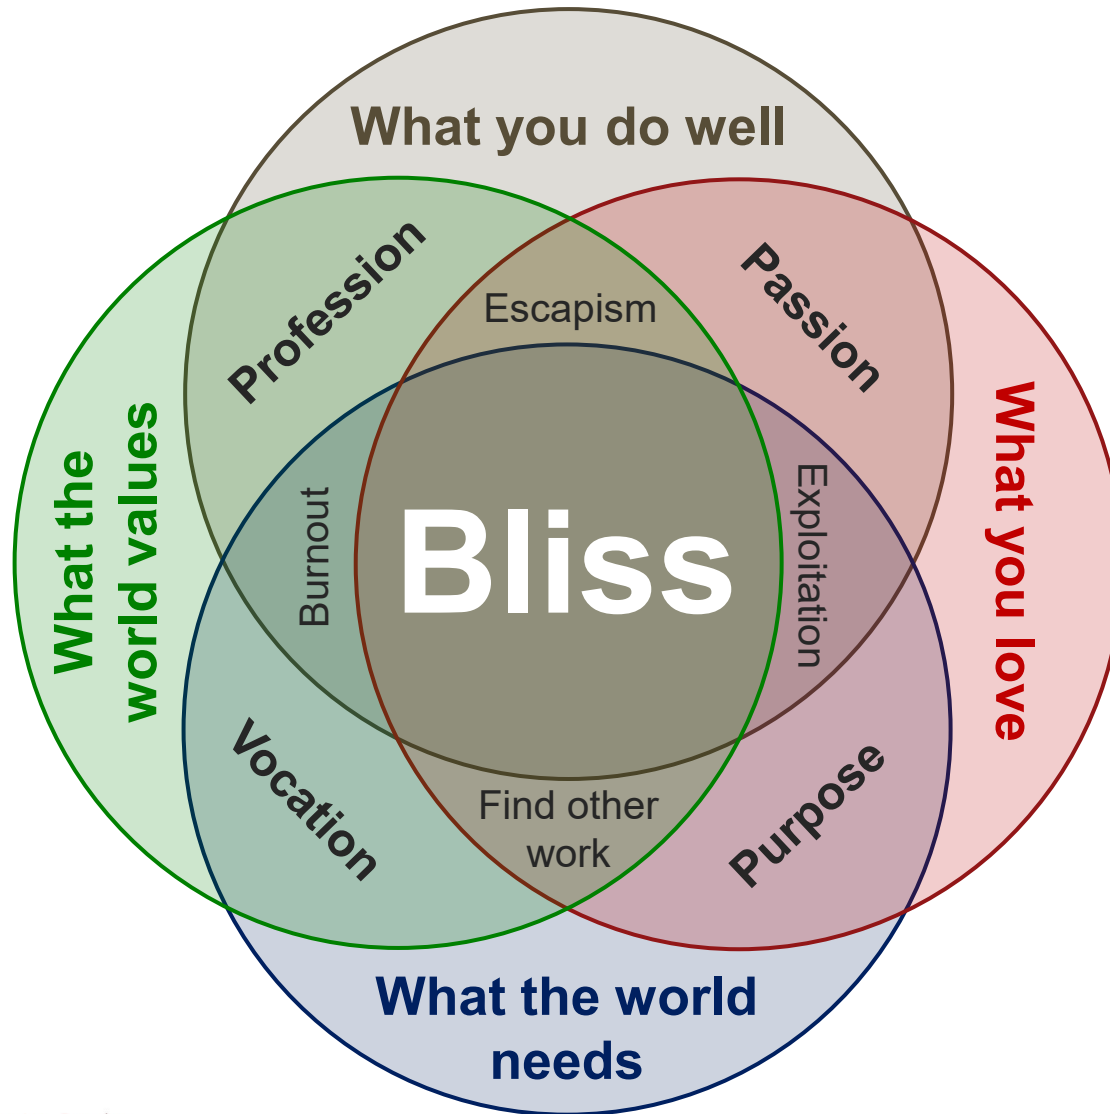 What you do well
Profession
Passion
Escapism
What the
world values
Burnout
Bliss
Exploitation
What you love
Vocation
Find other
work
Purpose
What the world
needs